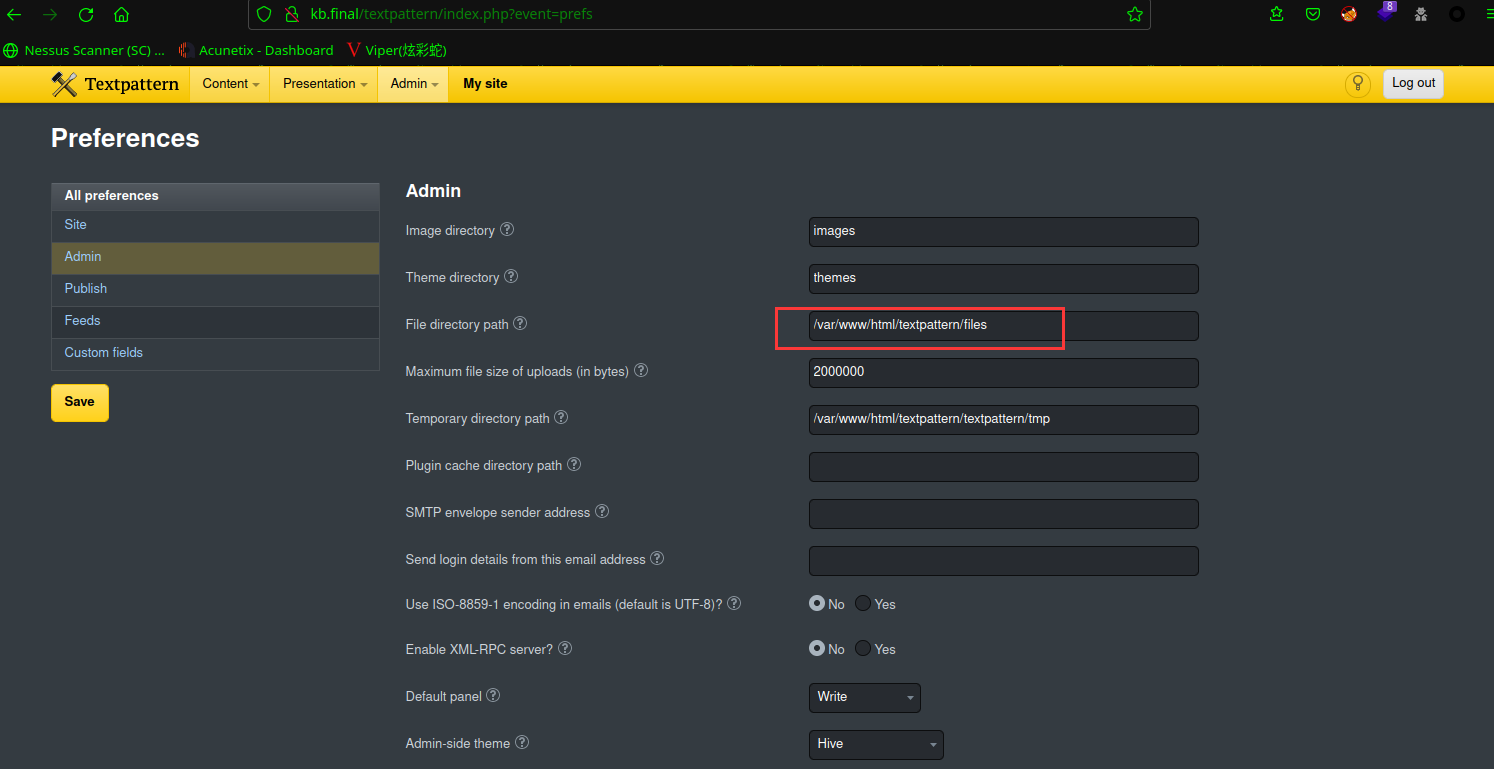 kb.final/textpattern/index.php?event=prefs
8
Nessus Scanner (SC) ... Acunetix - Dashboard Viper(炫彩蛇)
Textpattern Content Presentation Admin My site Log out
Preferences
All preferences
Site
Admin
Publish
Feeds
Custom fields
Save
Admin
Image directory ? images
Theme directory ? themes
File directory path ? /var/www/html/textpattern/files
Maximum file size of uploads (in bytes) ? 2000000
Temporary directory path ? /var/www/html/textpattern/textpattern/tmp
Plugin cache directory path ?
SMTP envelope sender address ?
Send login details from this email address ?
Use ISO-8859-1 encoding in emails (default is UTF-8)? ? No Yes
Enable XML-RPC server? ? No Yes
Default panel ? Write
Admin-side theme ? Hive